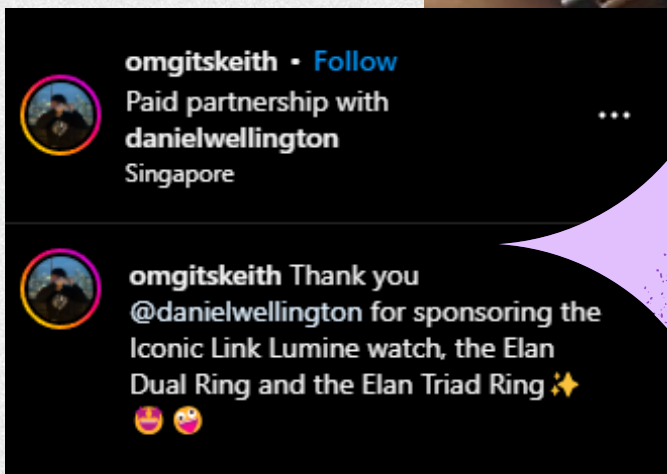 omgitskeith • Follow
Paid partnership with
danielwellington
Singapore
omgitskeith Thank you
@danielwellington for sponsoring the
Iconic Link Lumine watch, the Elan
Dual Ring and the Elan Triad Ring ✨
🤩 🤪